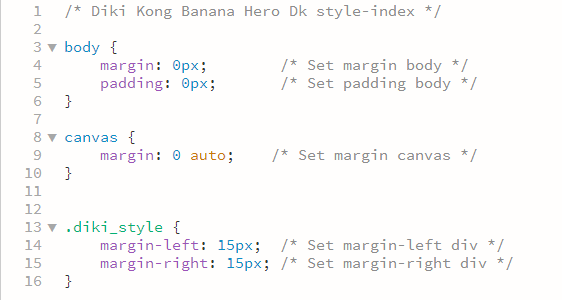 1 /* Diki Kong Banana Hero Dk style-index */
2
3 ▼ body {
4     margin: 0px;        /* Set margin body */
5     padding: 0px;       /* Set padding body */
6 }
7
8 ▼ canvas {
9     margin: 0 auto;    /* Set margin canvas */
10 }
11
12
13 ▼ .diki_style {
14     margin-left: 15px;  /* Set margin-left div */
15     margin-right: 15px; /* Set margin-right div */
16 }